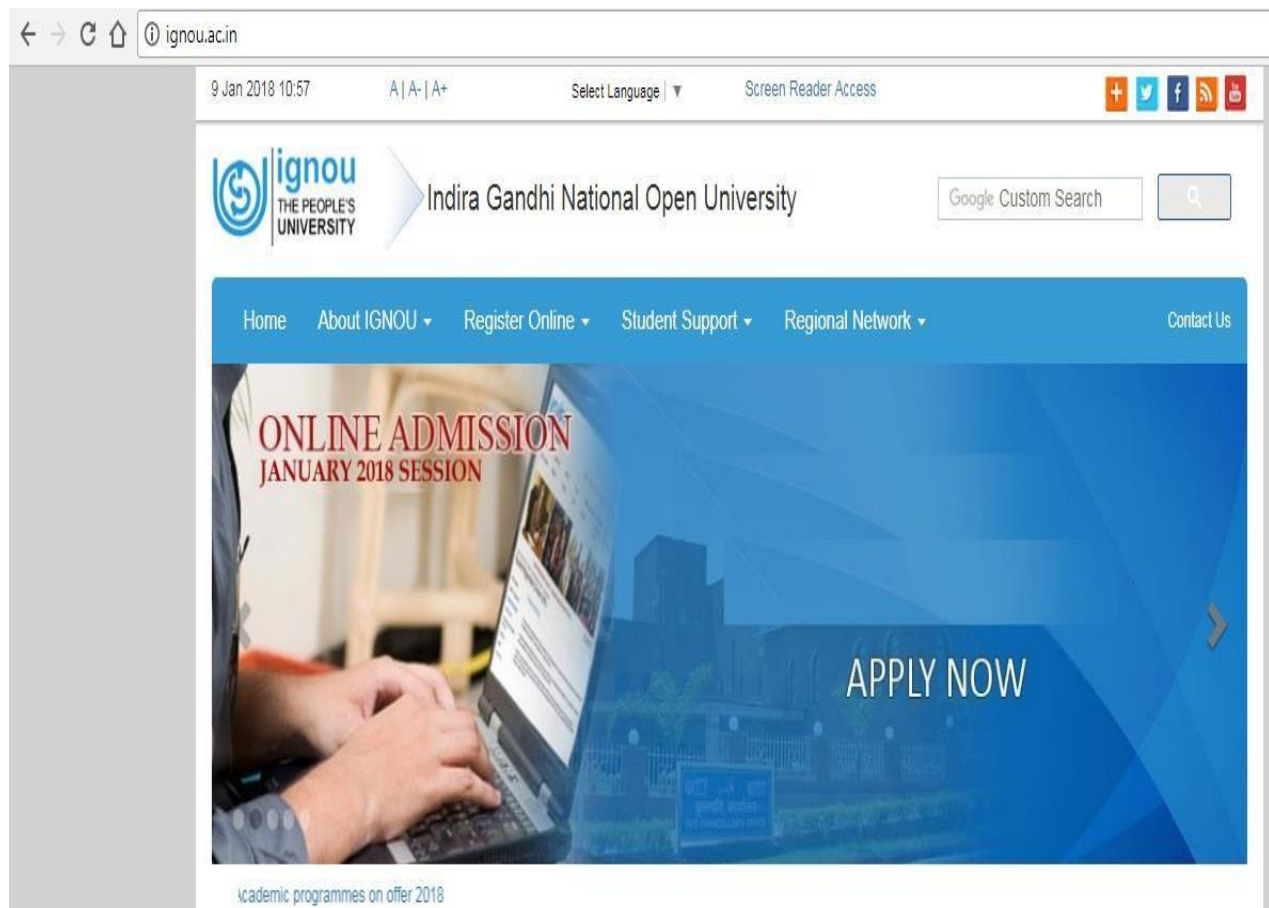 ignou.ac.in
9 Jan 2018 10:57 A | A- | A+ Select Language ▼ Screen Reader Access
ignou
THE PEOPLE'S
UNIVERSITY
Indira Gandhi National Open University
Google Custom Search
Home About IGNOU Register Online Student Support Regional Network Contact Us
ONLINE ADMISSION
JANUARY 2018 SESSION
APPLY NOW
cademic programmes on offer 2018